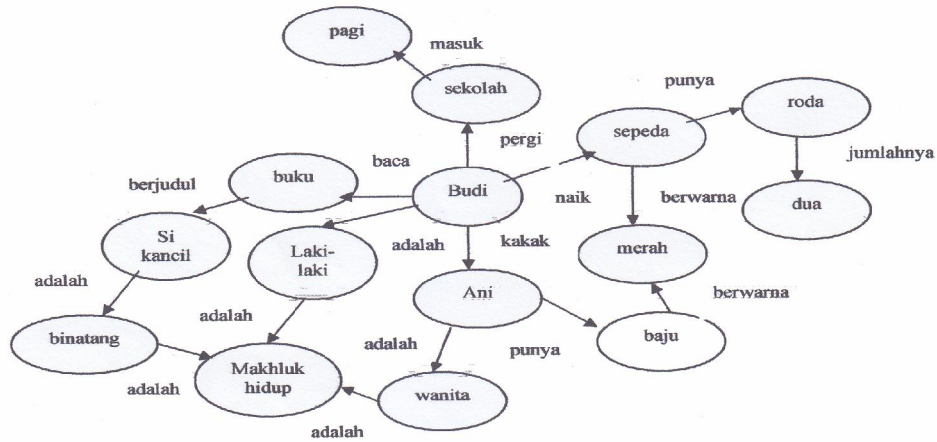 pagi
masuk
sekolah
punya
roda
sepeda
pergi
jumlahnya
baca
buku
berjudul
Budi
naik
berwarna
dua
Si
kancil
Laki-
laki
adalah
kakak
merah
adalah
Ani
berwarna
binatang
adalah
adalah
punya
baju
Makhluk
hidup
adalah
wanita
adalah